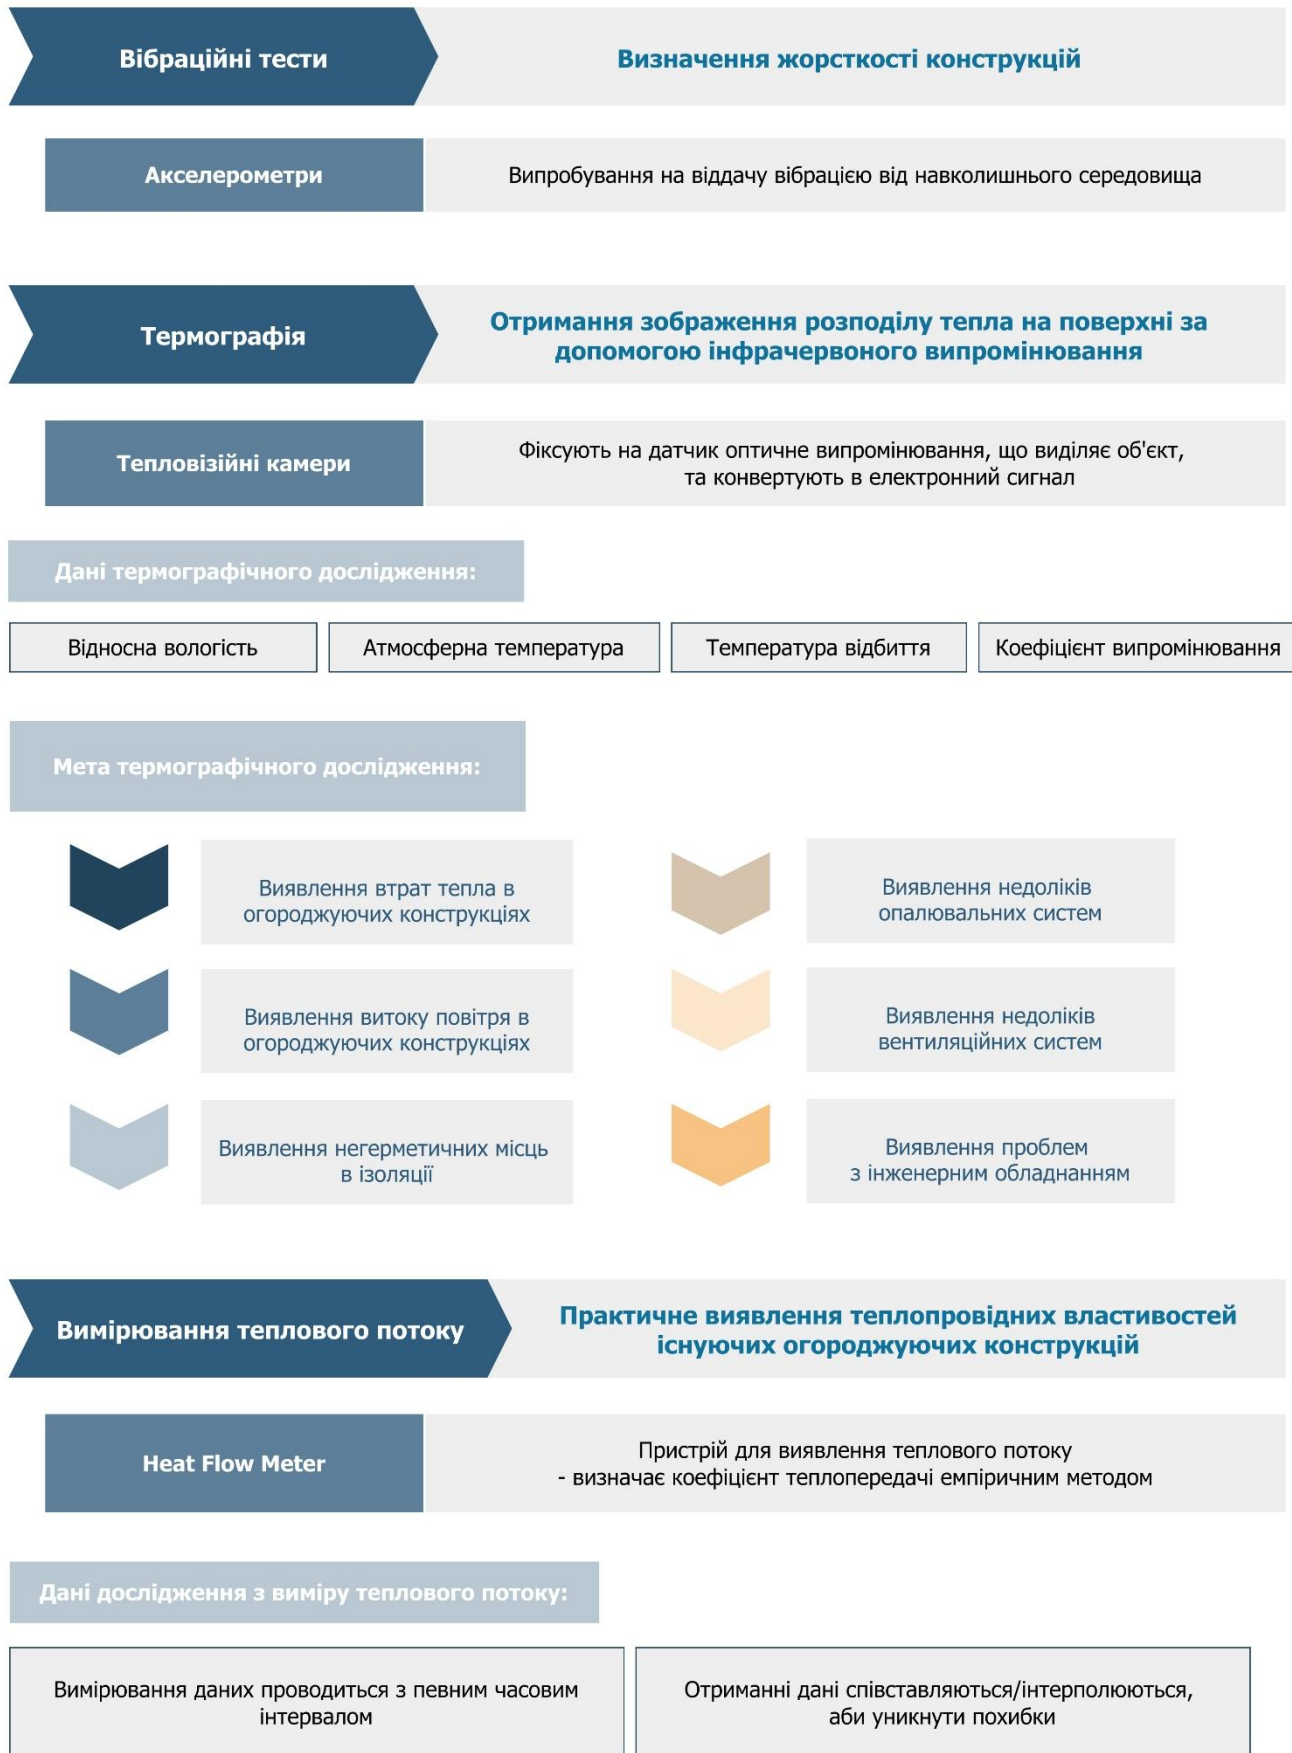 Вібраційні тести
Визначення жорсткості конструкцій
Акселерометри
Випробування на віддачу вібрацією від навколишнього середовища
Термографія
Отримання зображення розподілу тепла на поверхні за
допомогою інфрачервоного випромінювання
Тепловізійні камери
Фіксують на датчик оптичне випромінювання, що виділяє об'єкт,
та конвертують в електронний сигнал
Дані термографічного дослідження:
Відносна вологість
Атмосферна температура
Температура відбиття
Коефіцієнт випромінювання
Мета термографічного дослідження:
Виявлення втрат тепла в
огороджуючих конструкціях
Виявлення недоліків
опалювальних систем
Виявлення витоку повітря в
огороджуючих конструкціях
Виявлення недоліків
вентиляційних систем
Виявлення негерметичних місць
в ізоляції
Виявлення проблем
з інженерним обладнанням
Вимірювання теплового потоку
Практичне виявлення теплопровідних властивостей
існуючих огороджуючих конструкцій
Heat Flow Meter
Пристрій для виявлення теплового потоку
- визначає коефіцієнт теплопередачі емпіричним методом
Дані дослідження з виміру теплового потоку:
Вимірювання даних проводиться з певним часовим
інтервалом
Отриманні дані співставляються/інтерполюються,
аби уникнути похибки